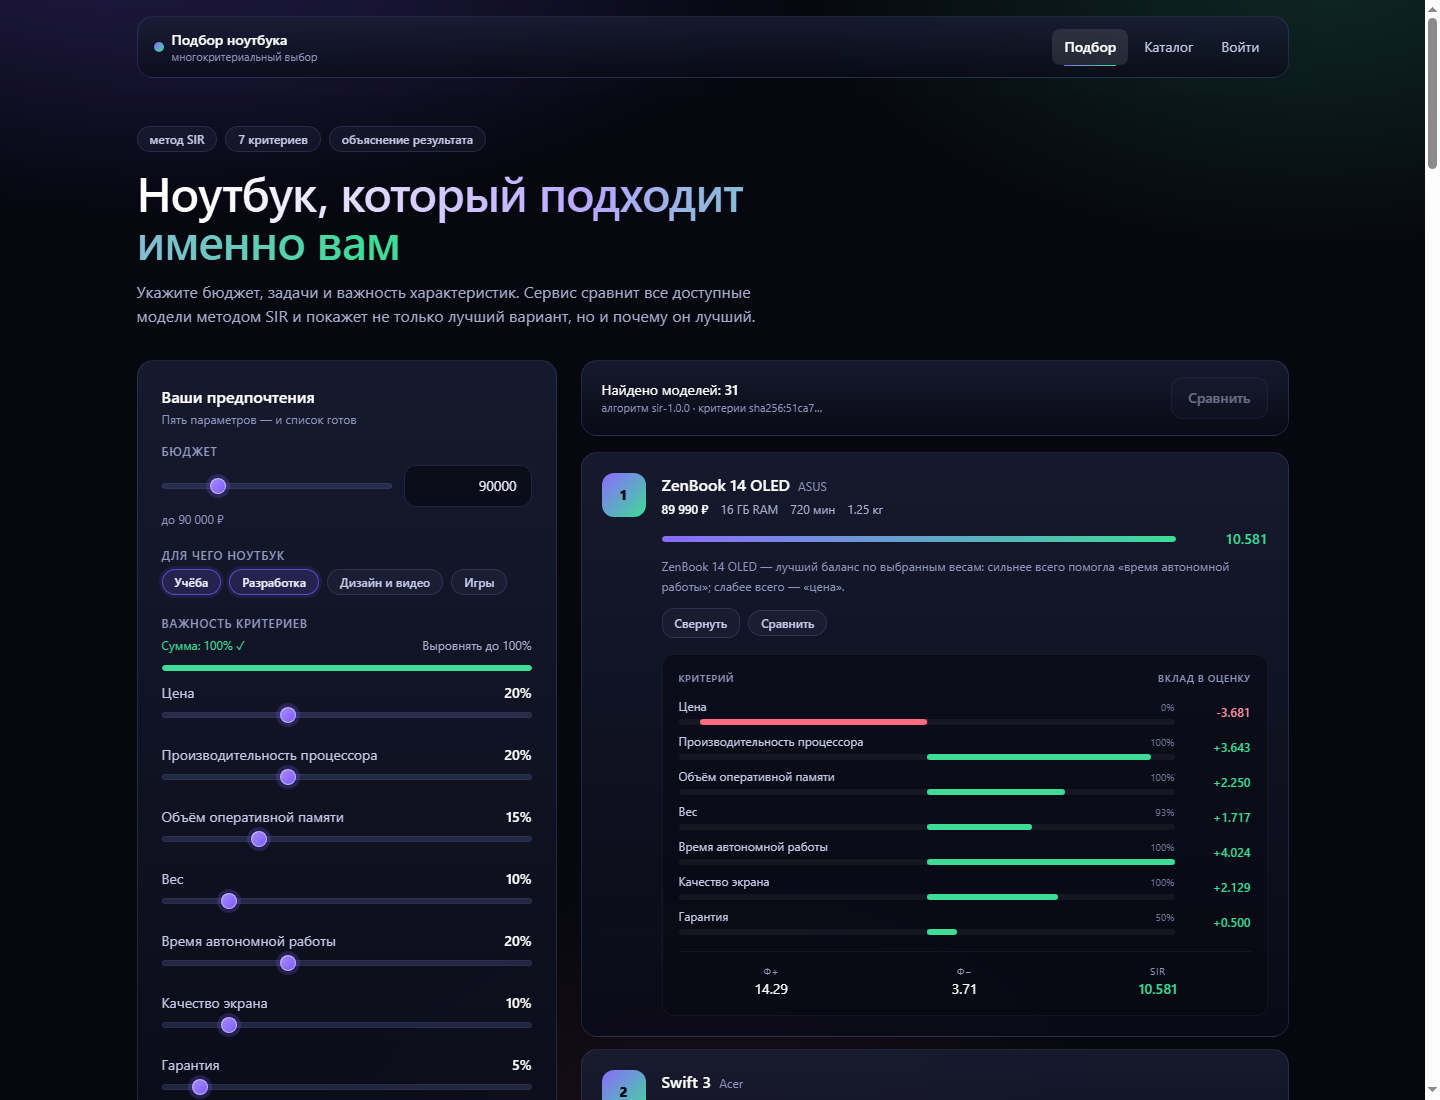 Подбор ноутбука
многокритериальный выбор
Подбор
Каталог
Войти
метод SIR
7 критериев
объяснение результата
Ноутбук, который подходит
именно вам
Укажите бюджет, задачи и важность характеристик. Сервис сравнит все доступные
модели методом SIR и покажет не только лучший вариант, но и почему он лучший.
Ваши предпочтения
Пять параметров — и список готов
БЮДЖЕТ
90000
до 90 000 ₽
ДЛЯ ЧЕГО НОУТБУК
Учёба
Разработка
Дизайн и видео
Игры
ВАЖНОСТЬ КРИТЕРИЕВ
Сумма: 100% ✓
Выровнять до 100%
Цена 20%
Производительность процессора 20%
Объём оперативной памяти 15%
Вес 10%
Время автономной работы 20%
Качество экрана 10%
Гарантия 5%
Найдено моделей: 31
алгоритм sir-1.0.0 · критерии sha256:51ca7...
Сравнить
1
ZenBook 14 OLED ASUS
89 990 ₽ 16 ГБ RAM 720 мин 1.25 кг
10.581
ZenBook 14 OLED — лучший баланс по выбранным весам: сильнее всего помогла «время автономной
работы»; слабее всего — «цена».
Свернуть
Сравнить
КРИТЕРИЙ ВКЛАД В ОЦЕНКУ
Цена 0% -3.681
Производительность процессора 100% +3.643
Объём оперативной памяти 100% +2.250
Вес 93% +1.717
Время автономной работы 100% +4.024
Качество экрана 100% +2.129
Гарантия 50% +0.500
Φ+ Φ− SIR
14.29 3.71 10.581
2
Swift 3 Acer